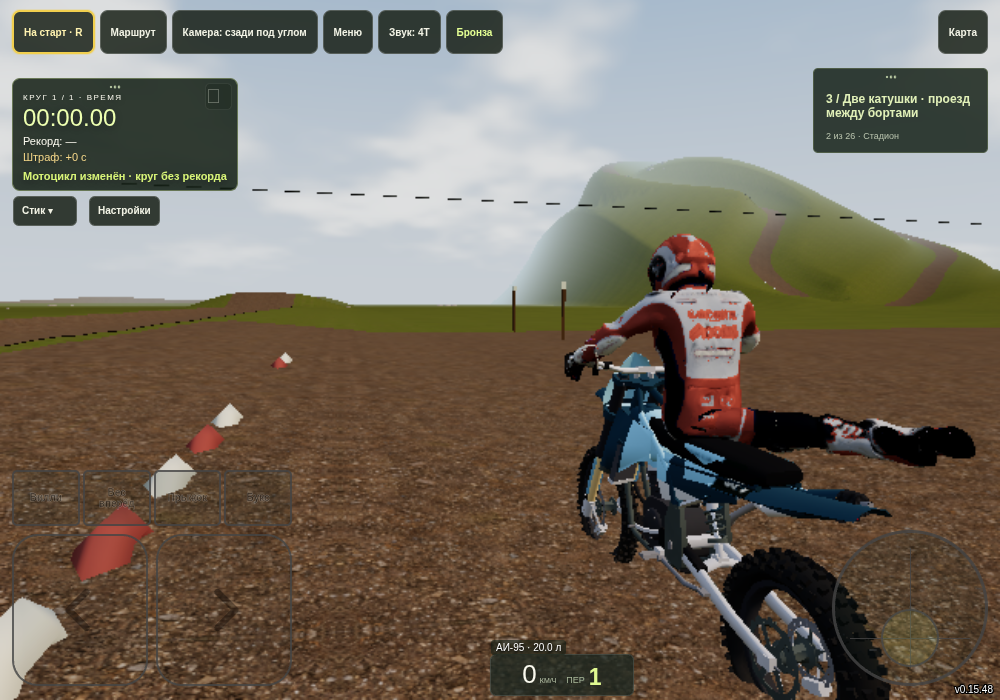 На старт · R
Маршрут
Камера: сзади под углом
Меню
Звук: 4T
Бронза
Карта
КРУГ 1 / 1 · ВРЕМЯ
00:00.00
Рекорд: —
Штраф: +0 с
Мотоцикл изменён · круг без рекорда
3 / Две катушки · проезд
между бортами
2 из 26 · Стадион
Стик ▾
Настройки
АИ-95 · 20.0 л
0 км/ч ПЕР 1
v0.15.48